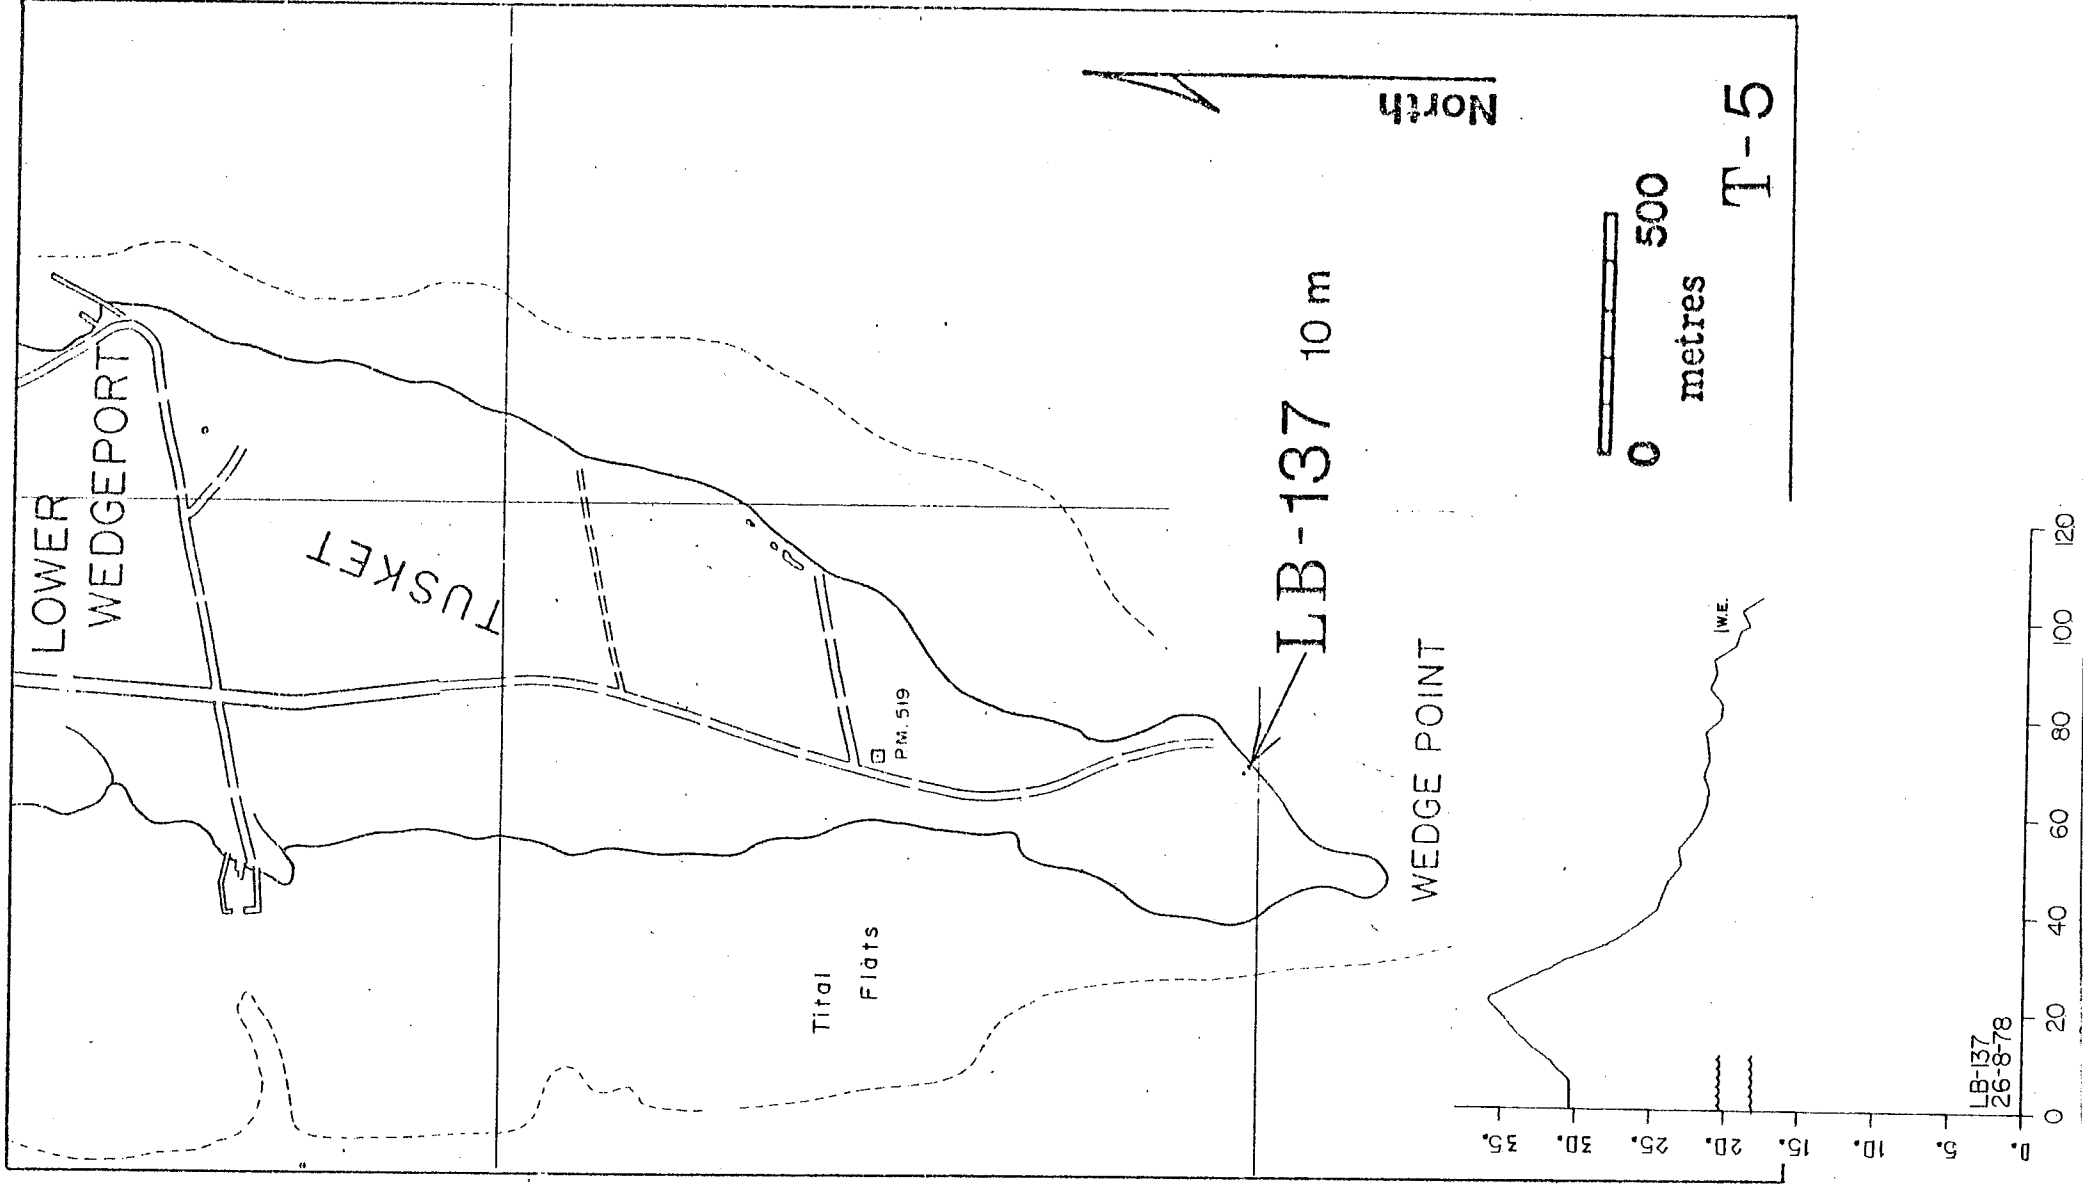 LOWER
WEDGEPORT
TUSKET
North
P.M. 519
Tital
Flats
LB-137 10 m
WEDGE POINT
0 500
metres
T-5
W.E.
LB-137
26-8-78
35.
30.
25.
20.
15.
10.
5.
0.
0 20 40 60 80 100 120